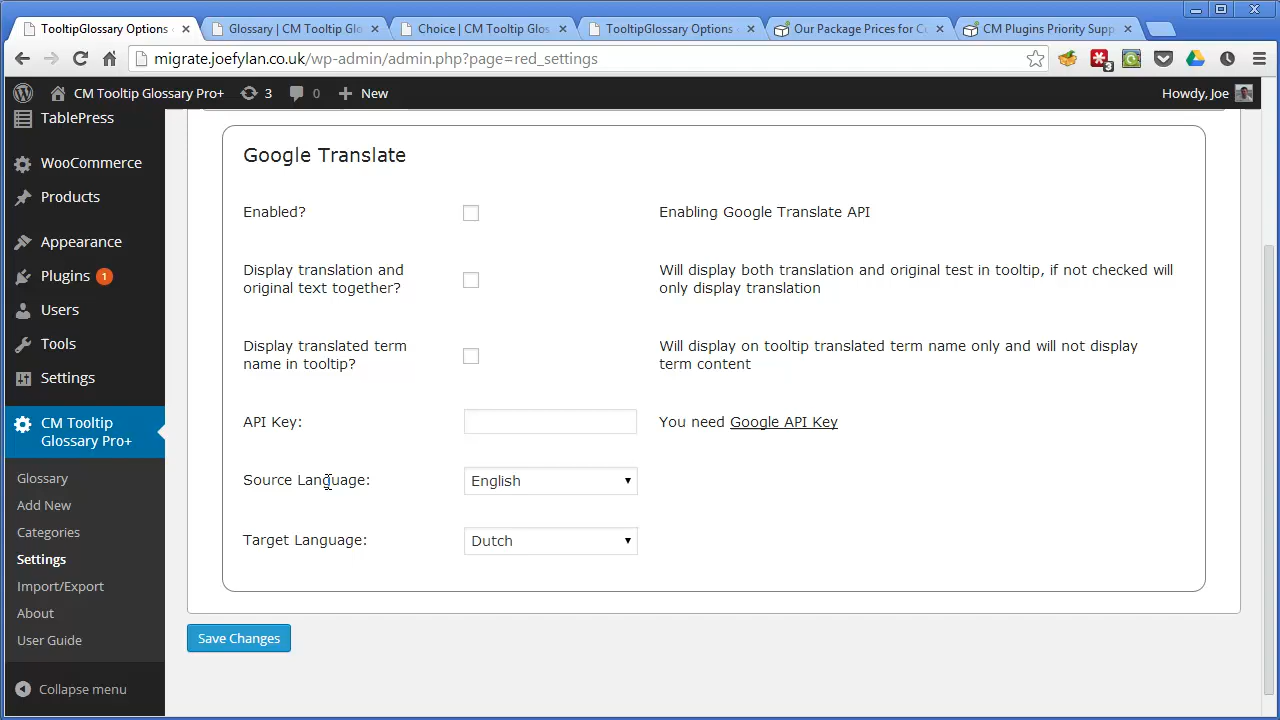 TooltipGlossary Options
Glossary | CM Tooltip Glo
Choice | CM Tooltip Glos
TooltipGlossary Options
Our Package Prices for C
CM Plugins Priority Supp
migrate.joefylan.co.uk/wp-admin/admin.php?page=red_settings
3
CM Tooltip Glossary Pro+
3
0
New
Howdy, Joe
TablePress
WooCommerce
Products
Appearance
Plugins 1
Users
Tools
Settings
CM Tooltip
Glossary Pro+
Glossary
Add New
Categories
Settings
Import/Export
About
User Guide
Collapse menu
Google Translate
Enabled?
Enabling Google Translate API
Display translation and
original text together?
Will display both translation and original test in tooltip, if not checked will
only display translation
Display translated term
name in tooltip?
Will display on tooltip translated term name only and will not display
term content
API Key:
You need Google API Key
Source Language:
English
Target Language:
Dutch
Save Changes